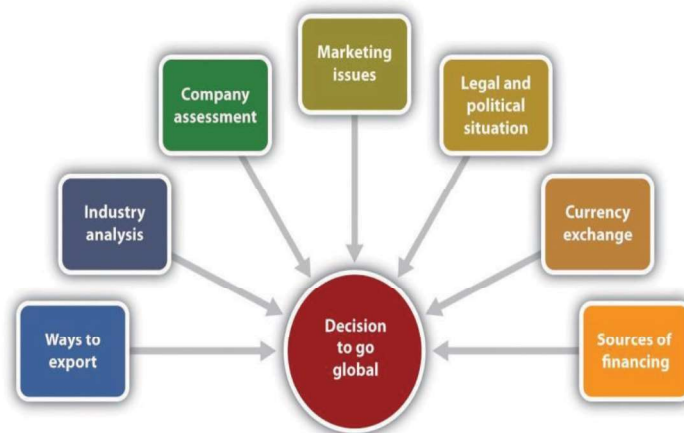 Marketing
issues
Company
assessment
Legal and
political
situation
Industry
analysis
Currency
exchange
Ways to
export
Decision
to go
global
Sources of
financing